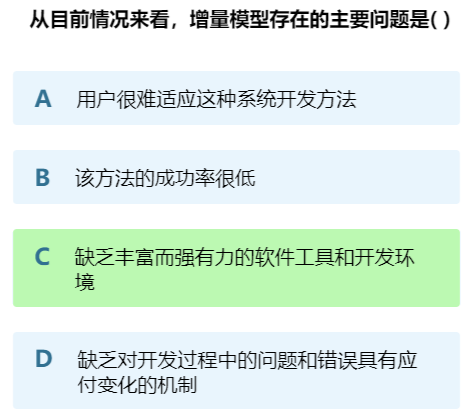 从目前情况来看，增量模型存在的主要问题是( )
A 用户很难适应这种系统开发方法
B 该方法的成功率很低
C 缺乏丰富而强有力的软件工具和开发环
境
D 缺乏对开发过程中的问题和错误具有应
付变化的机制